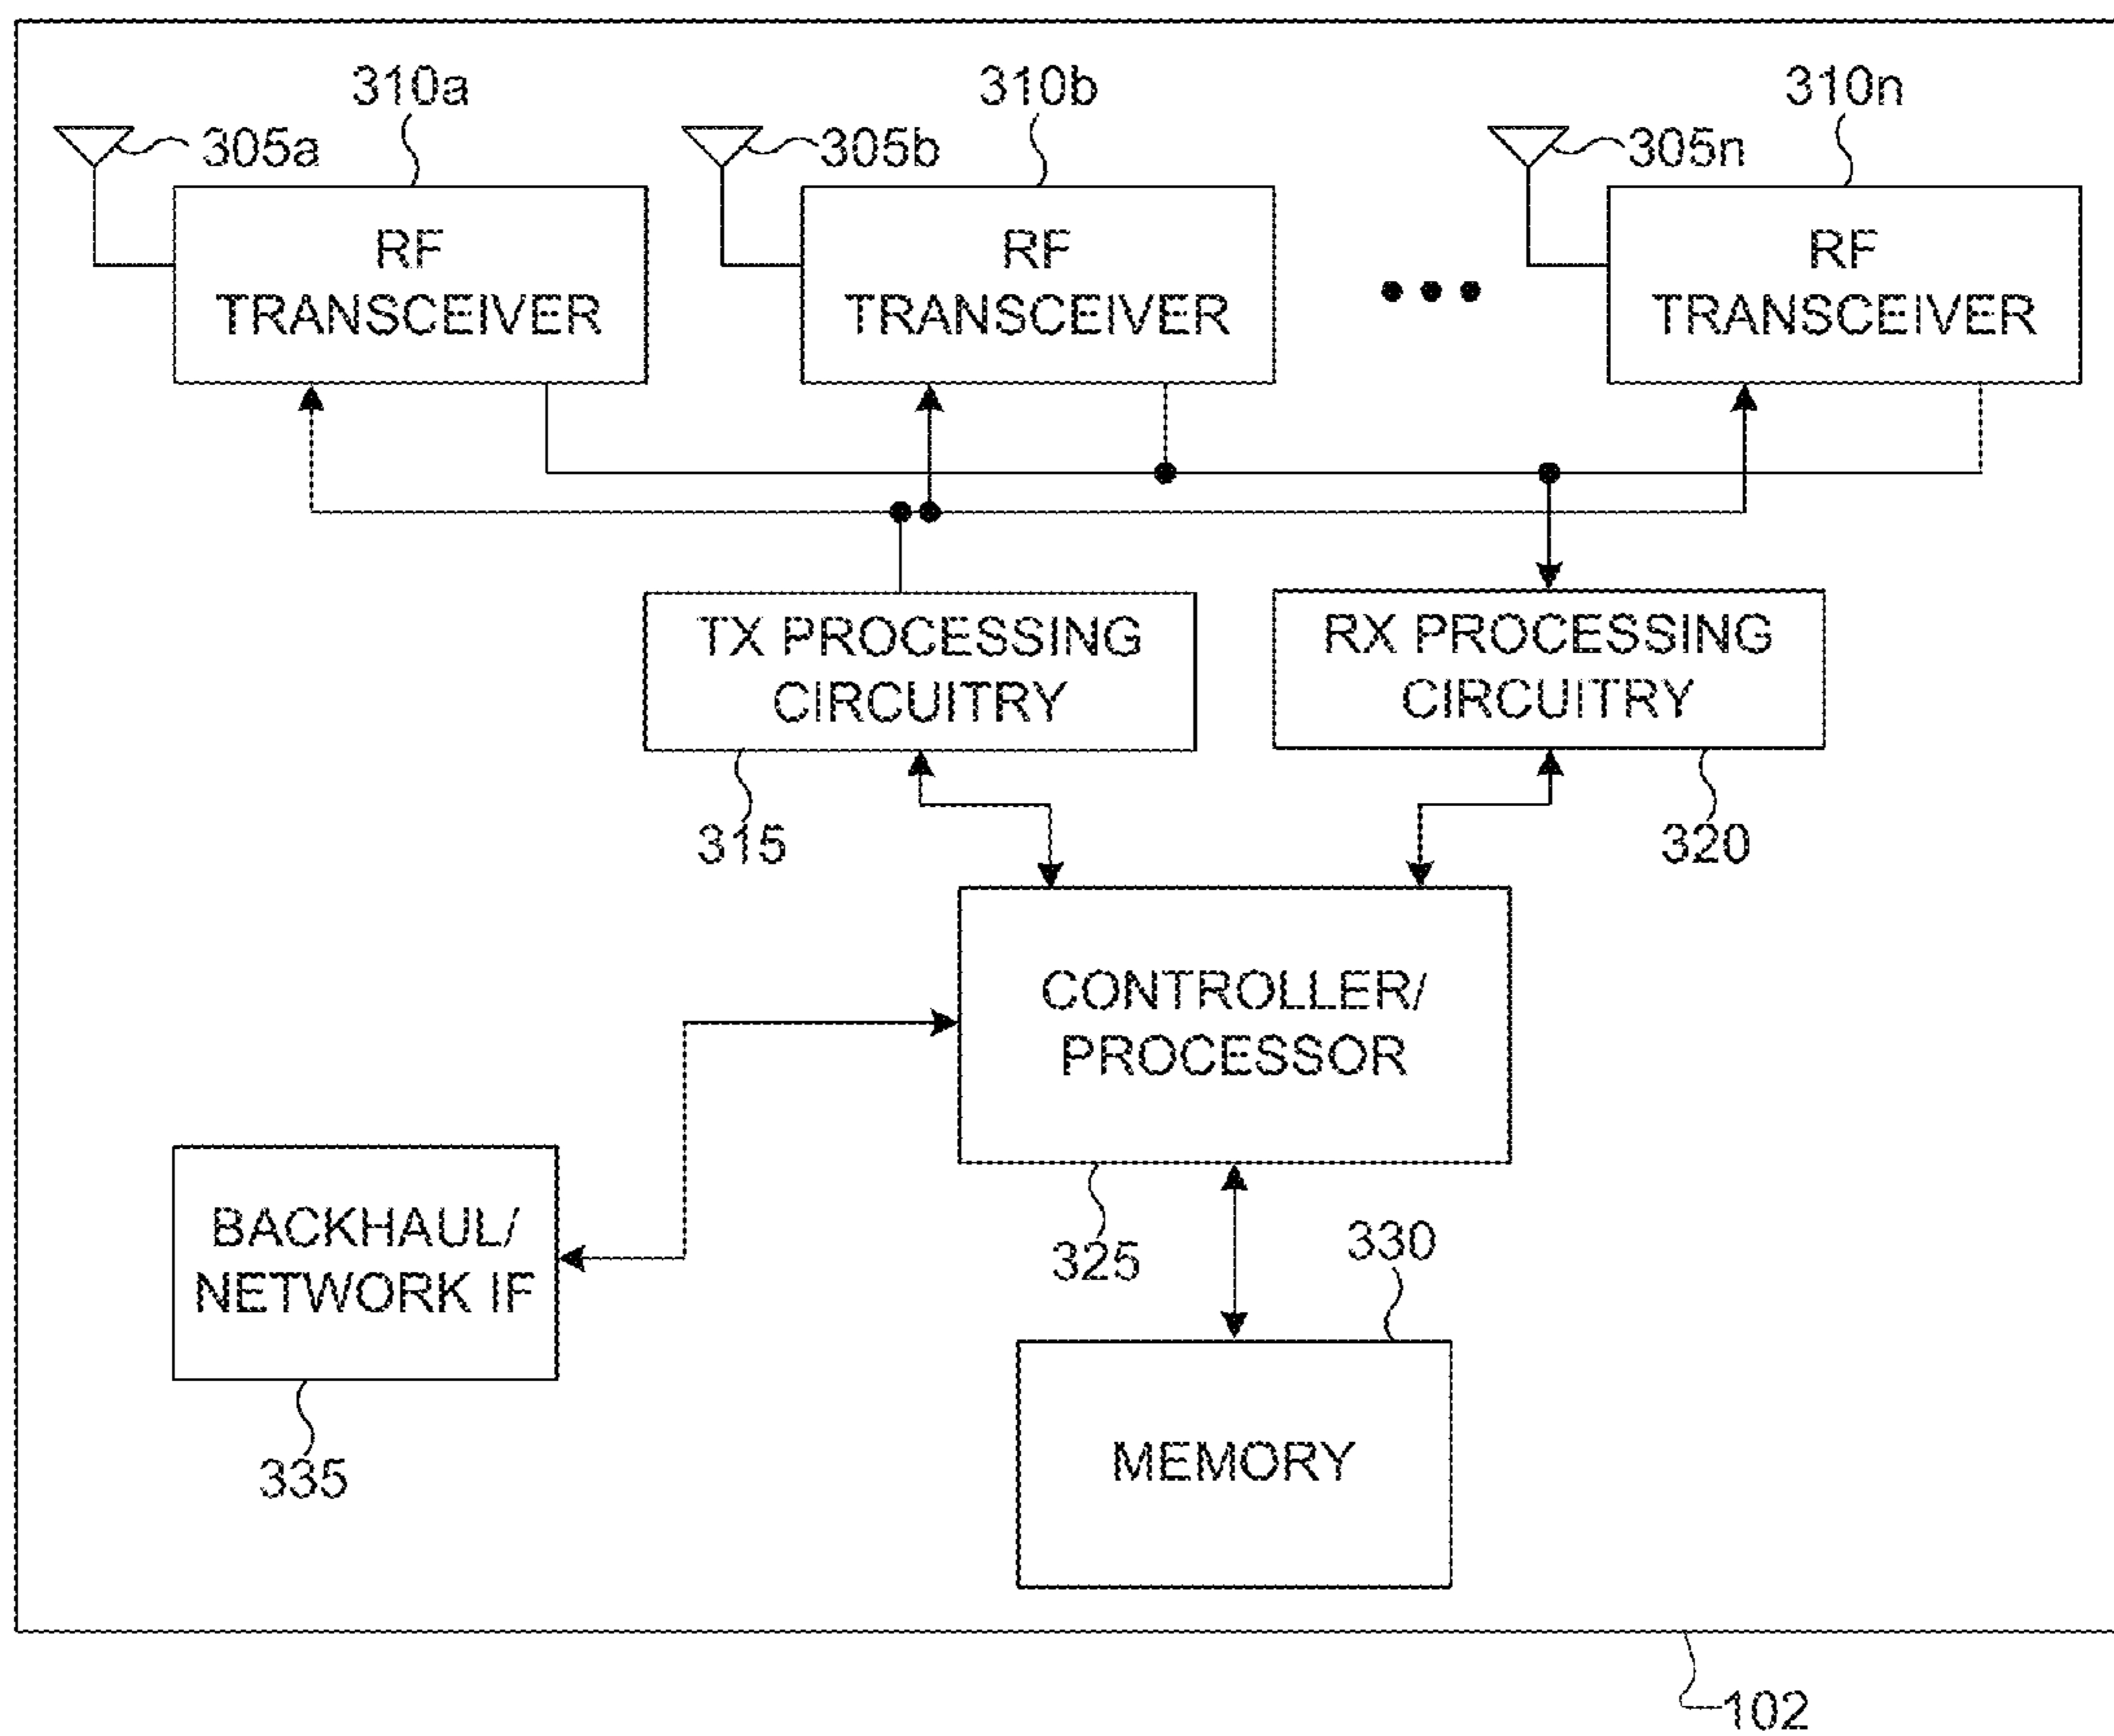 310a
310b
310n
305a
305b
305n
RF
TRANSCEIVER
RF
TRANSCEIVER
RF
TRANSCEIVER
TX PROCESSING
CIRCUITRY
RX PROCESSING
CIRCUITRY
315
320
CONTROLLER/
PROCESSOR
BACKHAUL/
NETWORK IF
325
330
335
MEMORY
102